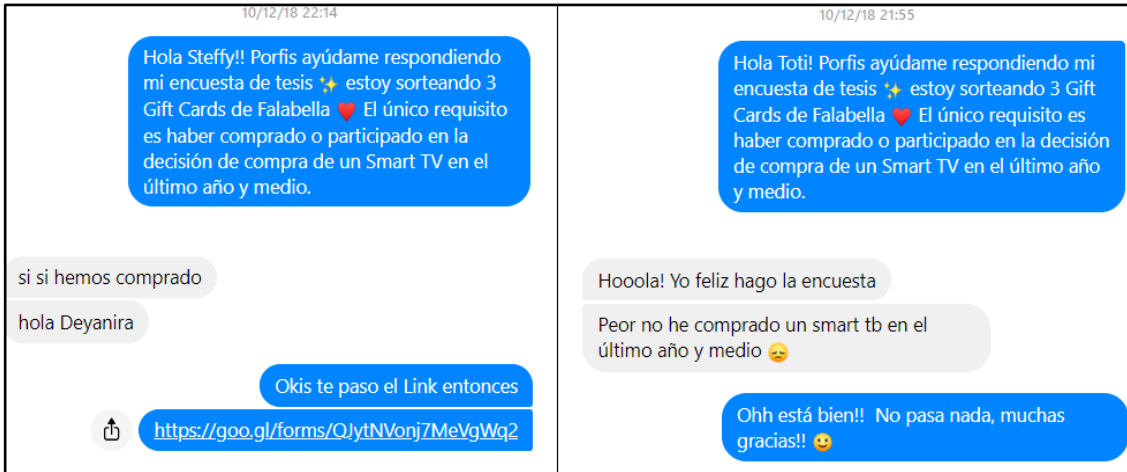 10/12/18 22:14
Hola Steffy!! Porfis ayúdame respondiendo
mi encuesta de tesis ✨ estoy sorteando 3
Gift Cards de Falabella ❤️ El único requisito
es haber comprado o participado en la
decisión de compra de un Smart TV en el
último año y medio.
si si hemos comprado
hola Deyanira
Okis te paso el Link entonces
https://goo.gl/forms/QJytNVonj7MeVgWq2
10/12/18 21:55
Hola Toti! Porfis ayúdame respondiendo mi
encuesta de tesis ✨ estoy sorteando 3 Gift
Cards de Falabella ❤️ El único requisito es
haber comprado o participado en la decisión
de compra de un Smart TV en el último año
y medio.
Hooola! Yo feliz hago la encuesta
Peor no he comprado un smart tb en el
último año y medio 😞
Ohh está bien!! No pasa nada, muchas
gracias!! 🙂